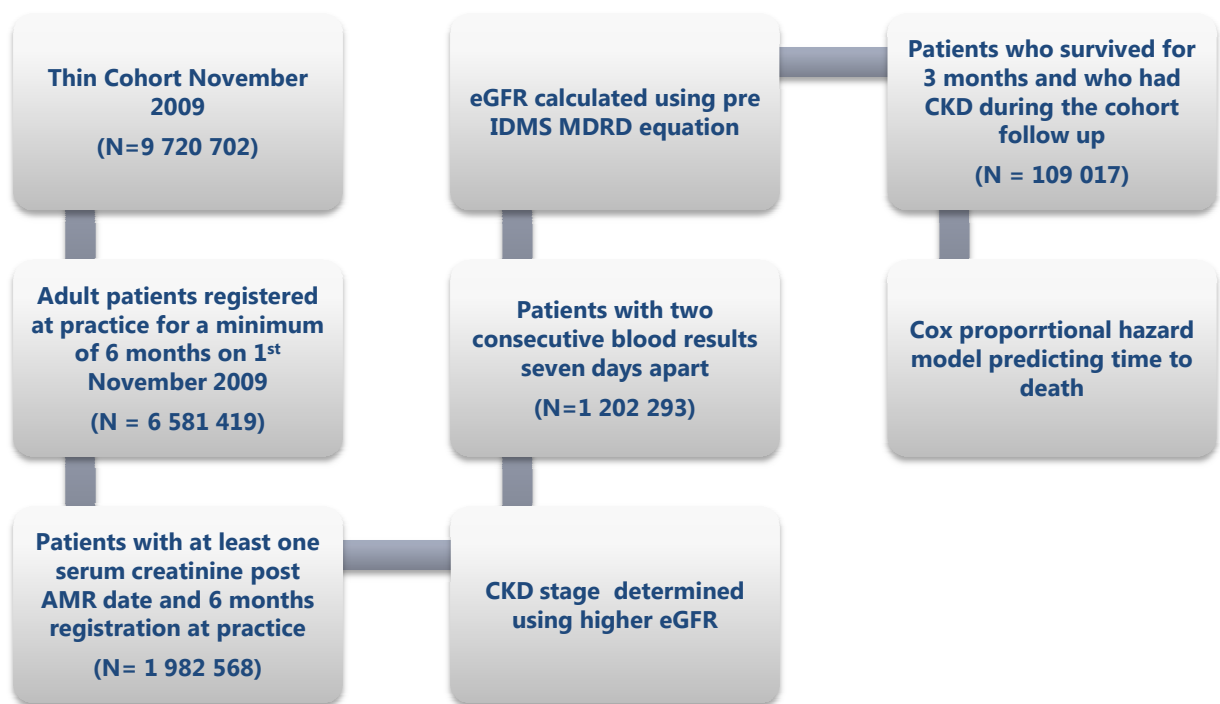 Thin Cohort November
2009
(N=9 720 702)
Adult patients registered
at practice for a minimum
of 6 months on 1st
November 2009
(N = 6 581 419)
Patients with at least one
serum creatinine post
AMR date and 6 months
registration at practice
(N= 1 982 568)
CKD stage  determined
using higher eGFR
Patients with two
consecutive blood results
seven days apart
(N=1 202 293)
eGFR calculated using pre
IDMS MDRD equation
Patients who survived for
3 months and who had
CKD during the cohort
follow up
(N = 109 017)
Cox proporrtional hazard
model predicting time to
death